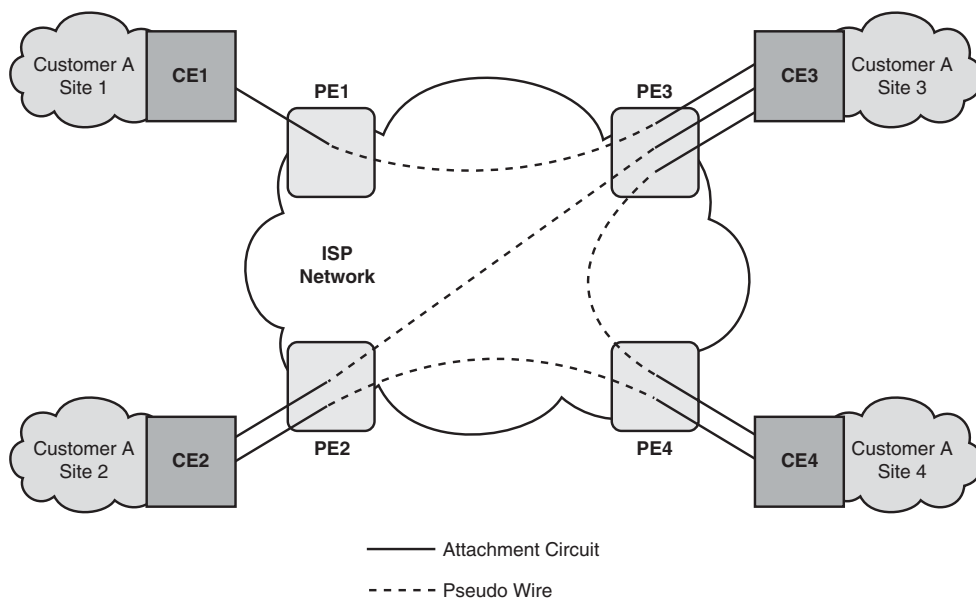 Customer A
Site 1
CE1
PE1
PE3
CE3
Customer A
Site 3
ISP
Network
Customer A
Site 2
CE2
PE2
PE4
CE4
Customer A
Site 4
Attachment Circuit
Pseudo Wire